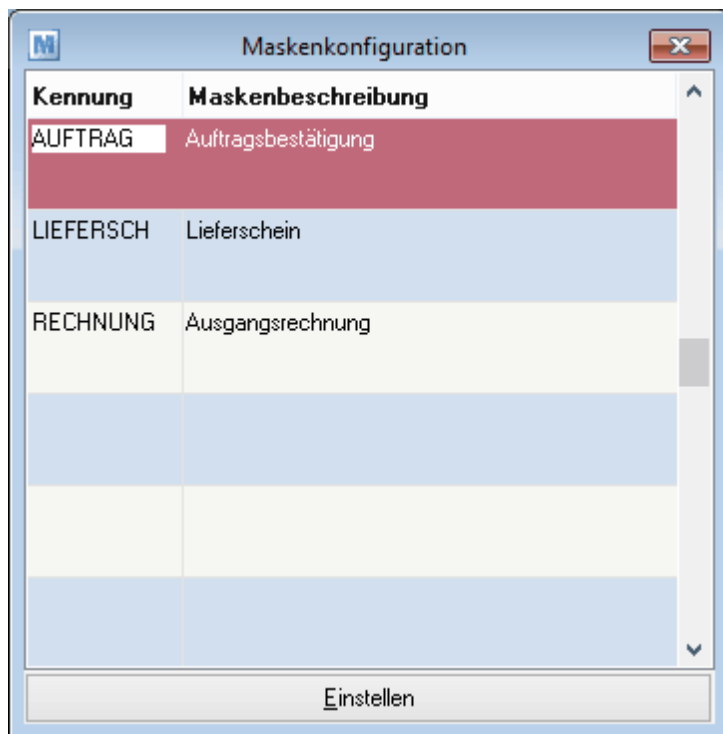 M Maskenkonfiguration
Kennung Maskenbeschreibung
AUFTRAG Auftragsbestätigung
LIEFERSCH Lieferschein
RECHNUNG Ausgangsrechnung
Einstellen